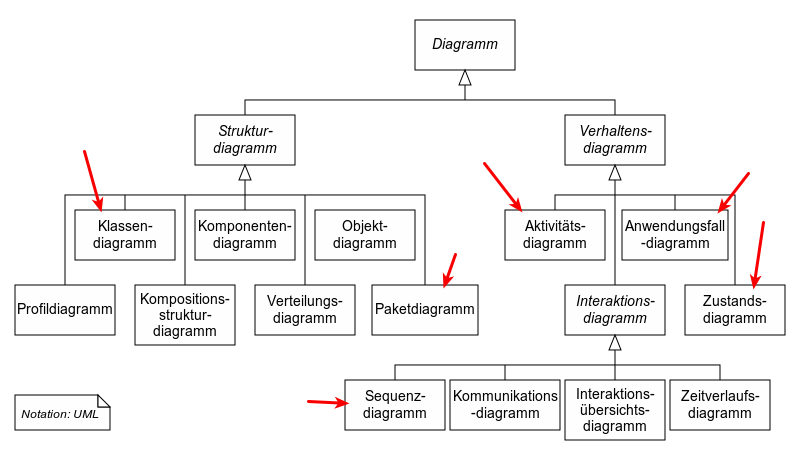 Diagramm
Struktur-
diagramm
Verhaltens-
diagramm
Klassen-
diagramm
Komponenten-
diagramm
Objekt-
diagramm
Aktivitäts-
diagramm
Anwendungsfall
-diagramm
Profildiagramm
Kompositions-
struktur-
diagramm
Verteilungs-
diagramm
Paketdiagramm
Interaktions-
diagramm
Zustands-
diagramm
Sequenz-
diagramm
Kommunikations
-diagramm
Interaktions-
übersichts-
diagramm
Zeitverlaufs-
diagramm
Notation: UML